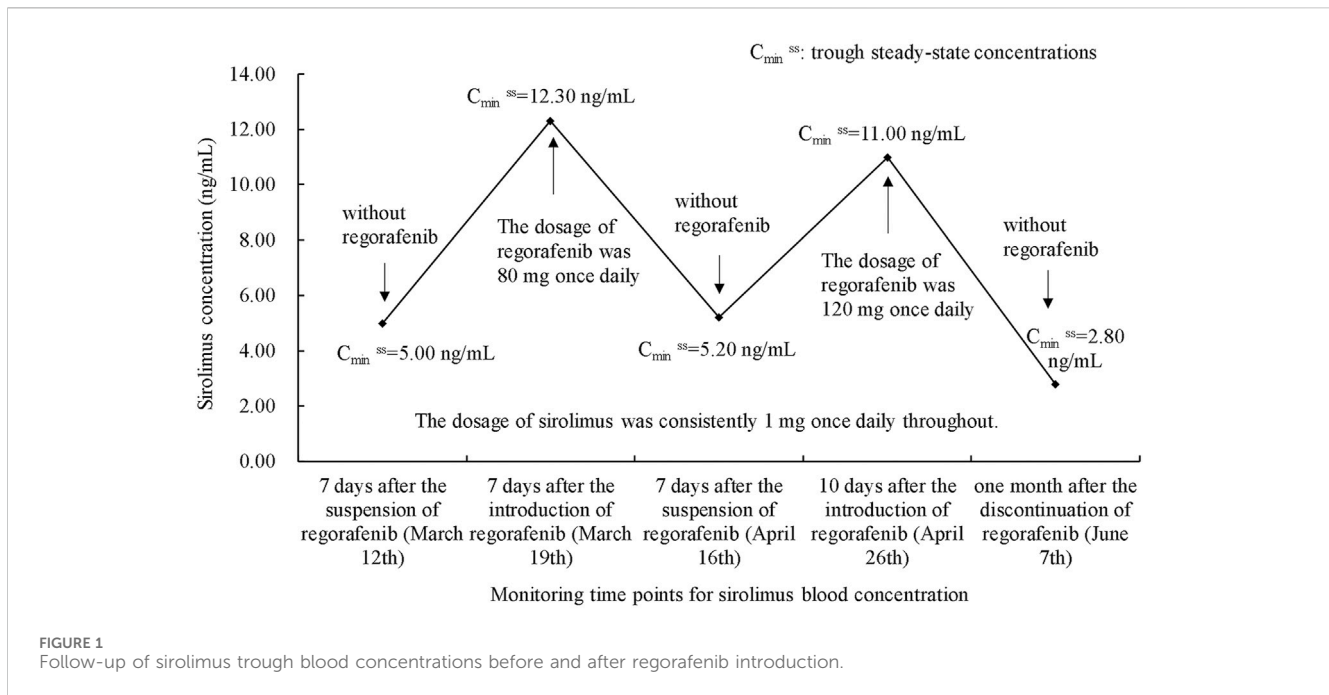 C_min ^ss: trough steady-state concentrations
Sirolimus concentration (ng/mL)
14.00
12.00
10.00
8.00
6.00
4.00
2.00
0.00
C_min ^ss=12.30 ng/mL
C_min ^ss=11.00 ng/mL
without
regorafenib
The dosage of
regorafenib was
80 mg once daily
without
regorafenib
The dosage of
regorafenib was
120 mg once daily
without
regorafenib
C_min ^ss=5.00 ng/mL
C_min ^ss=5.20 ng/mL
C_min ^ss=2.80
ng/mL
The dosage of sirolimus was consistently 1 mg once daily throughout.
7 days after the
suspension of
regorafenib (March
12th)
7 days after the
introduction of
regorafenib (March
19th)
7 days after the
suspension of
regorafenib (April
16th)
10 days after the
introduction of
regorafenib (April
26th)
one month after the
discontinuation of
regorafenib (June
7th)
Monitoring time points for sirolimus blood concentration
FIGURE 1
Follow-up of sirolimus trough blood concentrations before and after regorafenib introduction.